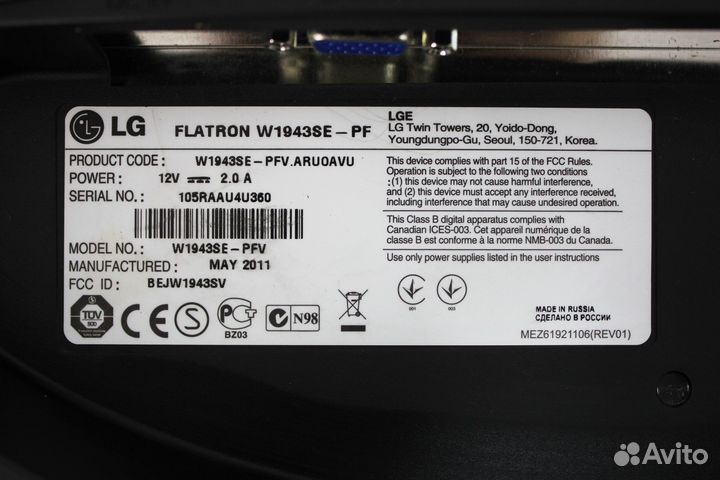 LG FLATRON W1943SE-PF
LGE
LG Twin Towers, 20, Yoido-Dong,
Youngdungpo-Gu, Seoul, 150-721, Korea.
PRODUCT CODE: W1943SE-PFV.ARUOAVU
POWER: 12V 2.0 A
SERIAL NO.: 105RAAU4U360
MODEL NO.: W1943SE-PFV
MANUFACTURED: MAY 2011
FCC ID: BEJW1943SV
This device complies with part 15 of the FCC Rules.
Operation is subject to the following two conditions
:(1) this device may not cause harmful interference,
and (2) this device must accept any interference received,
including interference that may cause undesired operation.
This Class B digital apparatus complies with
Canadian ICES-003. Cet appareil numérique de la
classe B est conforme à la norme NMB-003 du Canada.
Use only power supplies listed in the user instructions
TÜV
CE
PCT
BZ03
N98
001
003
MADE IN RUSSIA
СДЕЛАНО В РОССИИ
MEZ61921106(REV01)
Avito